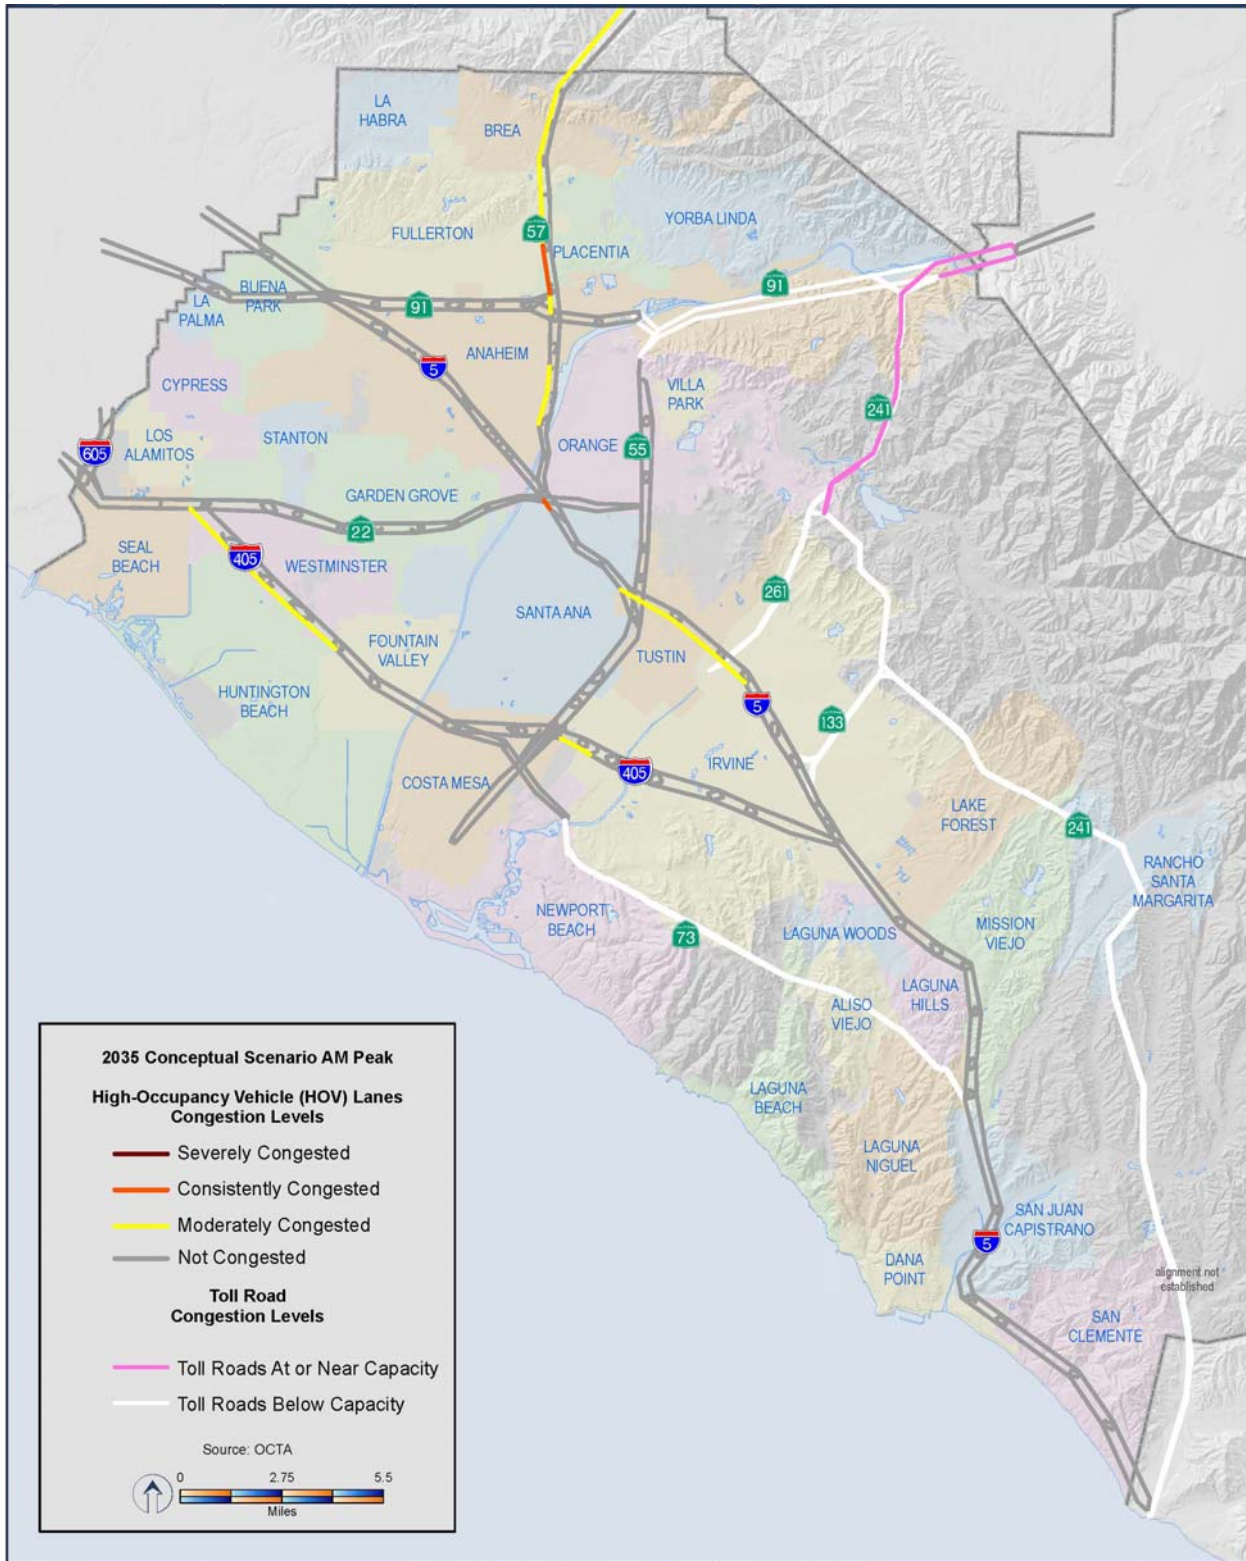 LA
HABRA
BREA
57
FULLERTON
PLACENTIA
YORBA LINDA
91
BUENA
PARK
LA
PALMA
91
ANAHEIM
5
CYPRESS
VILLA
PARK
241
LOS
ALAMITOS
STANTON
ORANGE
55
605
GARDEN GROVE
22
SEAL
BEACH
405
WESTMINSTER
261
SANTA ANA
FOUNTAIN
VALLEY
TUSTIN
HUNTINGTON
BEACH
5
133
COSTA MESA
405
IRVINE
LAKE
FOREST
241
RANCHO
SANTA
MARGARITA
NEWPORT
BEACH
73
LAGUNA WOODS
MISSION
VIEJO
LAGUNA
HILLS
ALISO
VIEJO
LAGUNA
BEACH
LAGUNA
NIGUEL
SAN JUAN
CAPISTRANO
5
DANA
POINT
alignment not
established
SAN
CLEMENTE
2035 Conceptual Scenario AM Peak
High-Occupancy Vehicle (HOV) Lanes
Congestion Levels
Severely Congested
Consistently Congested
Moderately Congested
Not Congested
Toll Road
Congestion Levels
Toll Roads At or Near Capacity
Toll Roads Below Capacity
Source: OCTA
0 2.75 5.5
Miles